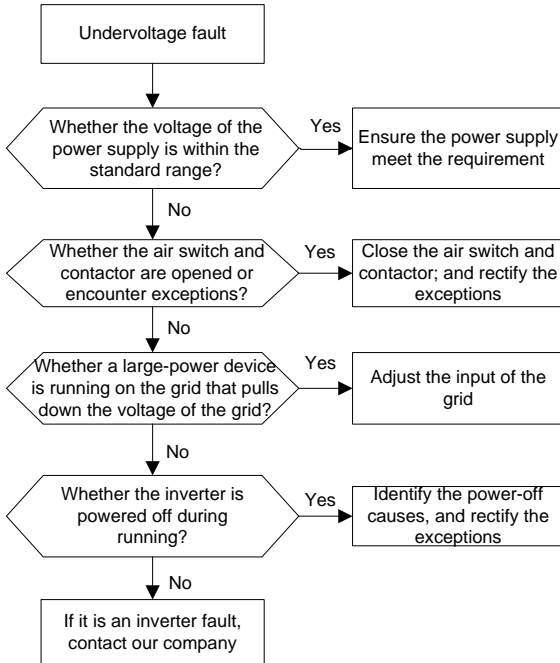 Undervoltage fault
Whether the voltage of the
power supply is within the
standard range?
Yes
Ensure the power supply
meet the requirement
No
Whether the air switch and
contactor are opened or
encounter exceptions?
Yes
Close the air switch and
contactor; and rectify the
exceptions
No
Whether a large-power device
is running on the grid that pulls
down the voltage of the grid?
Yes
Adjust the input of the
grid
No
Whether the inverter is
powered off during
running?
Yes
Identify the power-off
causes, and rectify the
exceptions
No
If it is an inverter fault,
contact our company